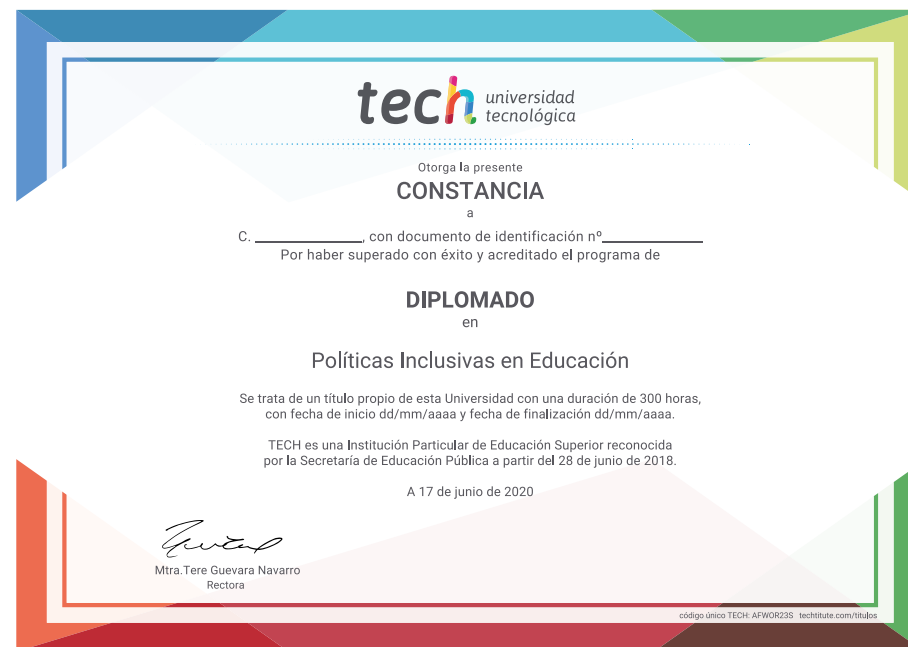 tech universidad
tecnológica
Otorga la presente
CONSTANCIA
a
C. ______________, con documento de identificación nº______________
Por haber superado con éxito y acreditado el programa de
DIPLOMADO
en
Políticas Inclusivas en Educación
Se trata de un título propio de esta Universidad con una duración de 300 horas,
con fecha de inicio dd/mm/aaaa y fecha de finalización dd/mm/aaaa.
TECH es una Institución Particular de Educación Superior reconocida
por la Secretaría de Educación Pública a partir del 28 de junio de 2018.
A 17 de junio de 2020
Mtra.Tere Guevara Navarro
Rectora
código único TECH: AFWOR23S techtitute.com/titulos